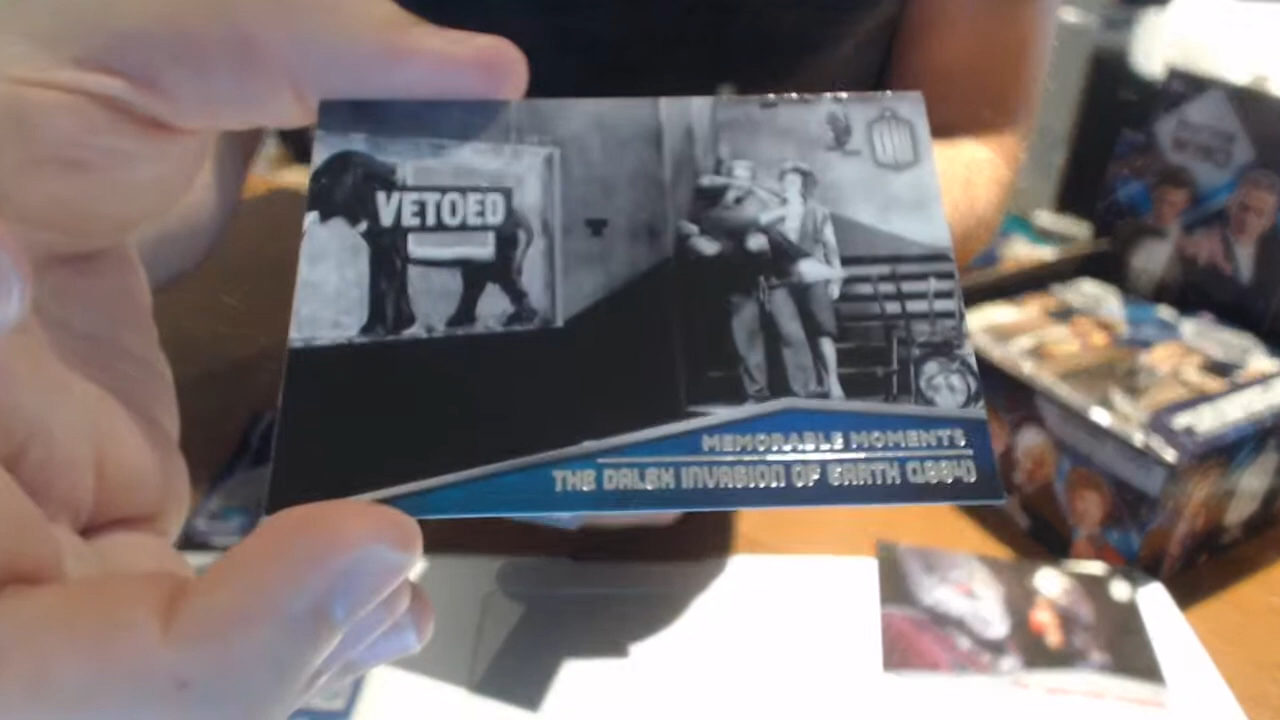 VETOED
MEMORABLE MOMENTS
THE DALEK INVASION OF EARTH (1964)